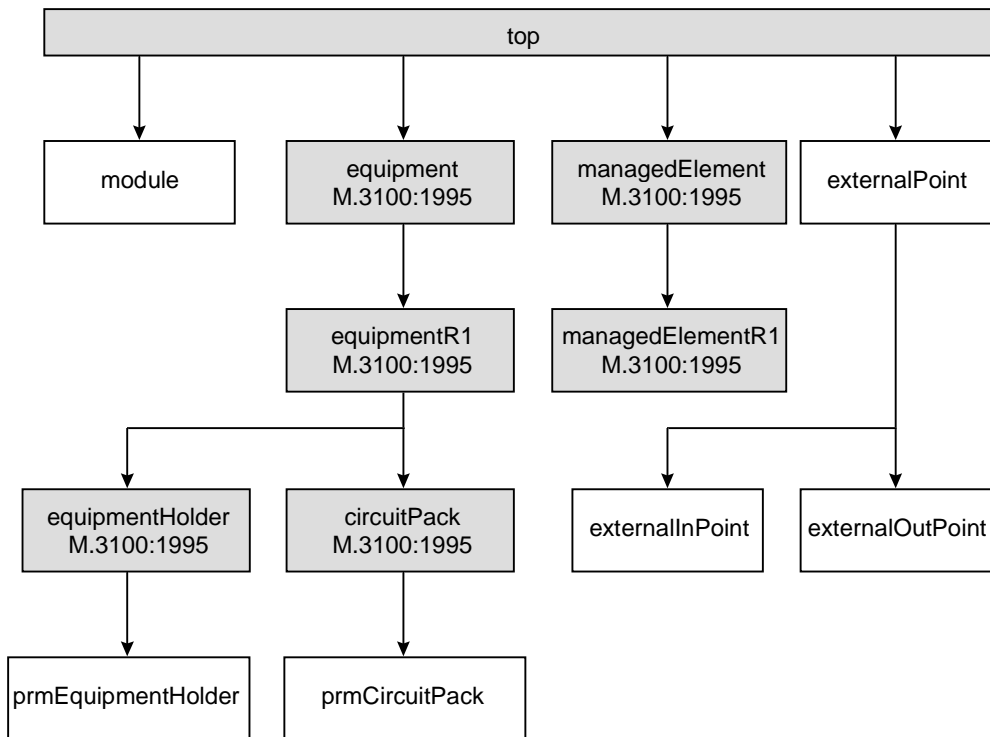 top
module
equipment
M.3100:1995
managedElement
M.3100:1995
externalPoint
equipmentR1
M.3100:1995
managedElementR1
M.3100:1995
equipmentHolder
M.3100:1995
circuitPack
M.3100:1995
externalInPoint
externalOutPoint
prmEquipmentHolder
prmCircuitPack